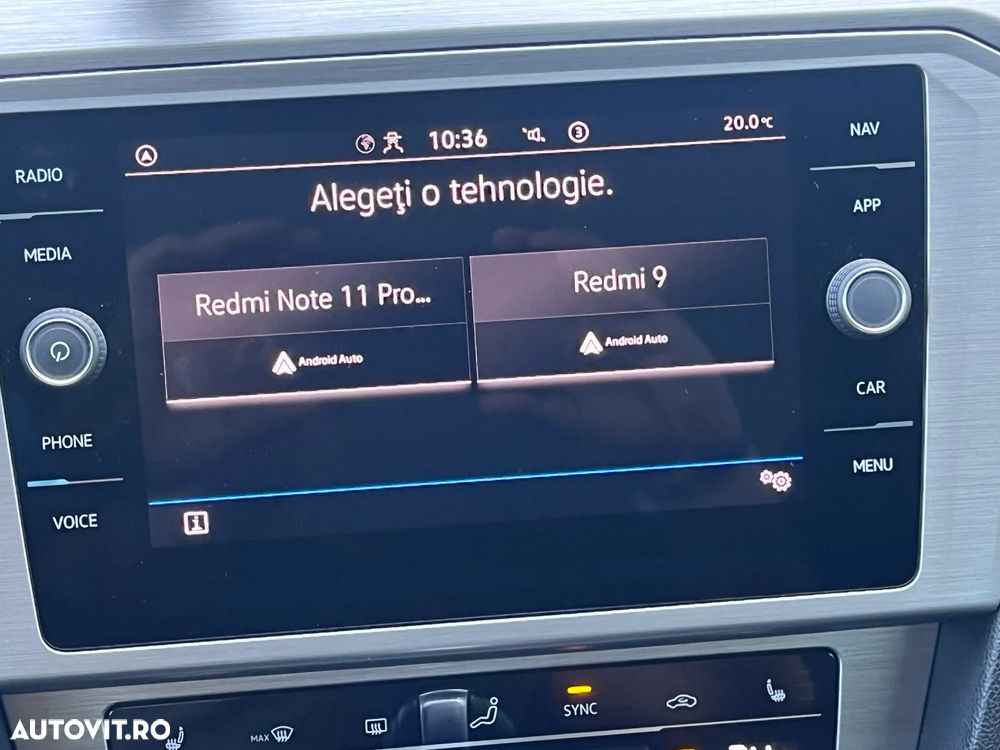 10:36
3
20.0°C
Alegeţi o tehnologie.
Redmi Note 11 Pro...
Android Auto
Redmi 9
Android Auto
RADIO
MEDIA
PHONE
VOICE
NAV
APP
CAR
MENU
MAX
SYNC
AUTOVIT.RO